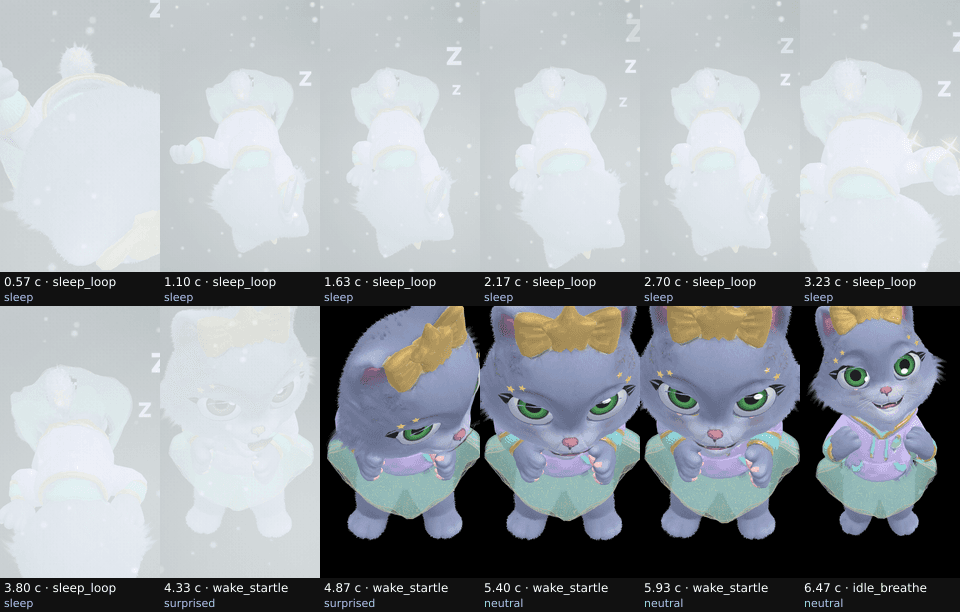 Z
Z
Z
z
Z
Z
z
Z
Z
Z
Z
0.57 c · sleep_loop
sleep
1.10 c · sleep_loop
sleep
1.63 c · sleep_loop
sleep
2.17 c · sleep_loop
sleep
2.70 c · sleep_loop
sleep
3.23 c · sleep_loop
sleep
Z
Z
3.80 c · sleep_loop
sleep
4.33 c · wake_startle
surprised
4.87 c · wake_startle
surprised
5.40 c · wake_startle
neutral
5.93 c · wake_startle
neutral
6.47 c · idle_breathe
neutral